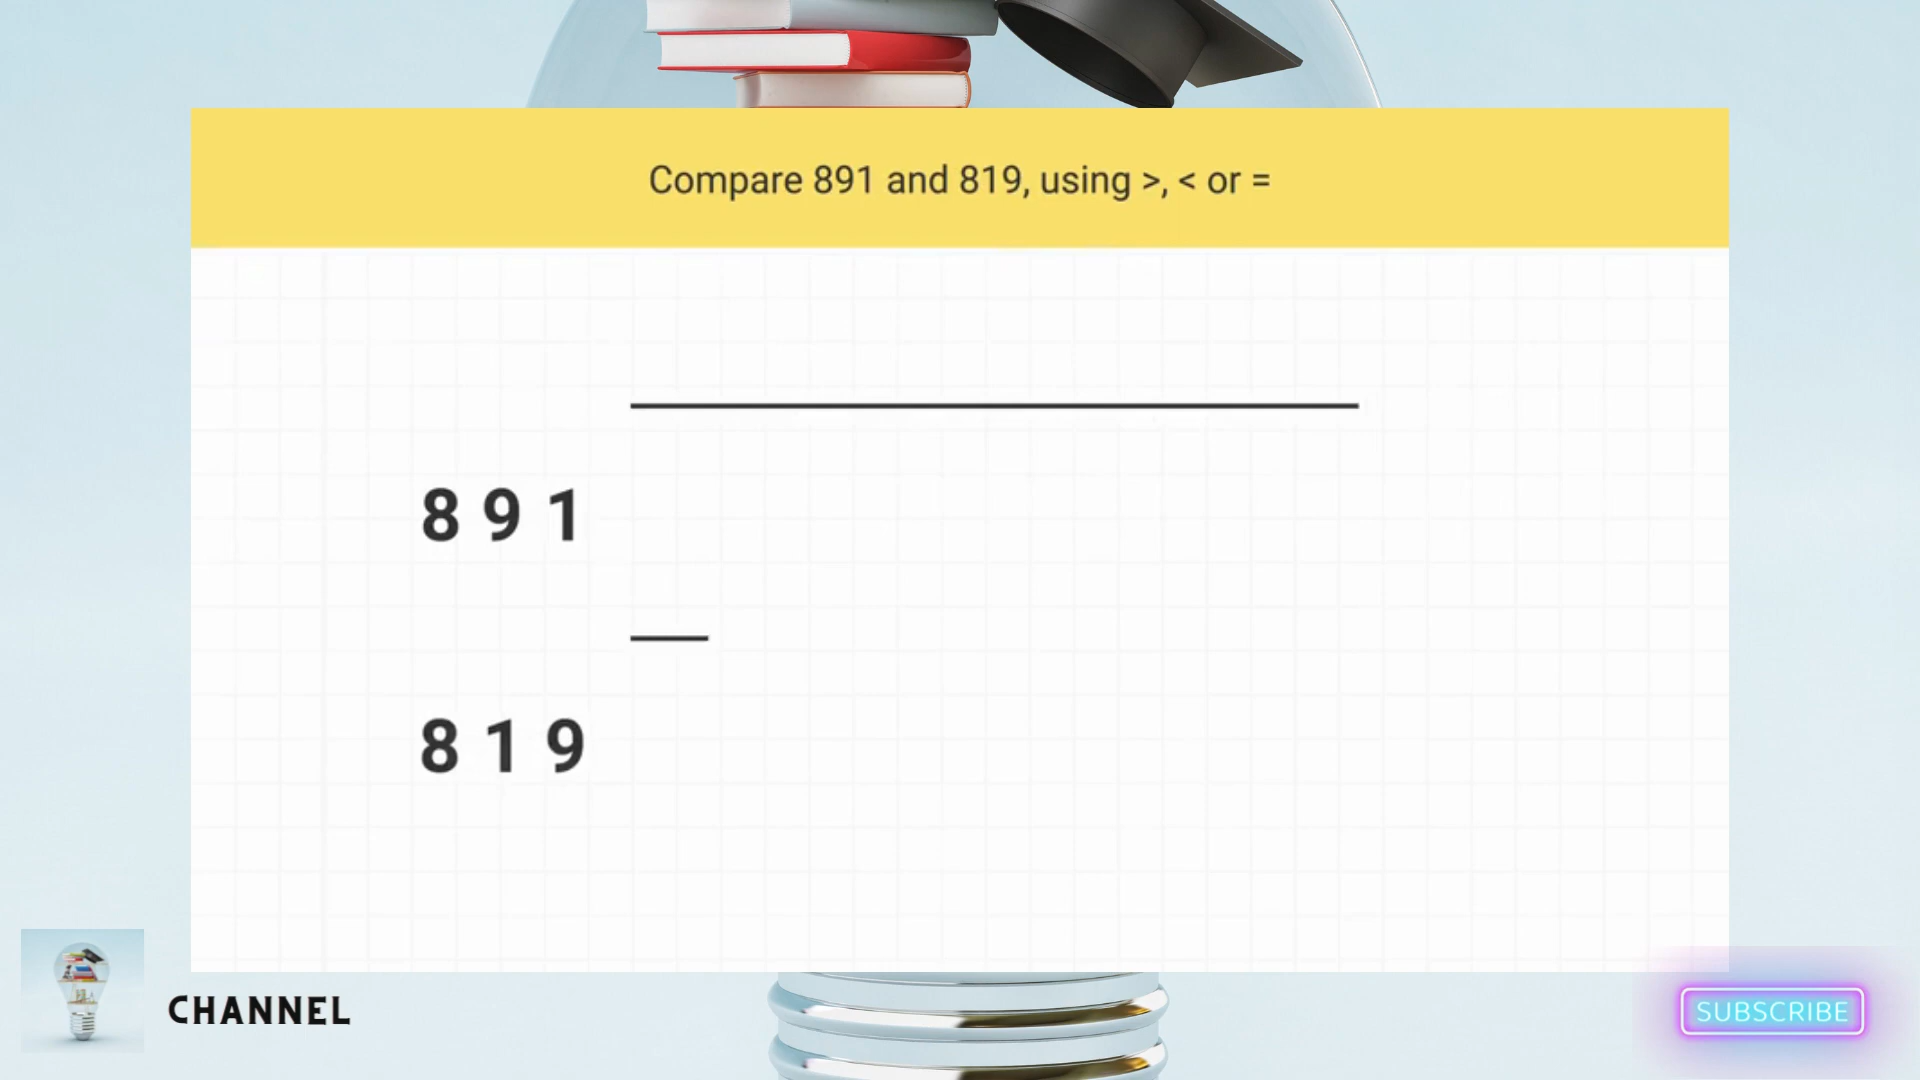 Compare 891 and 819, using >, < or =
8 9 1
8 1 9
CHANNEL
SUBSCRIBE